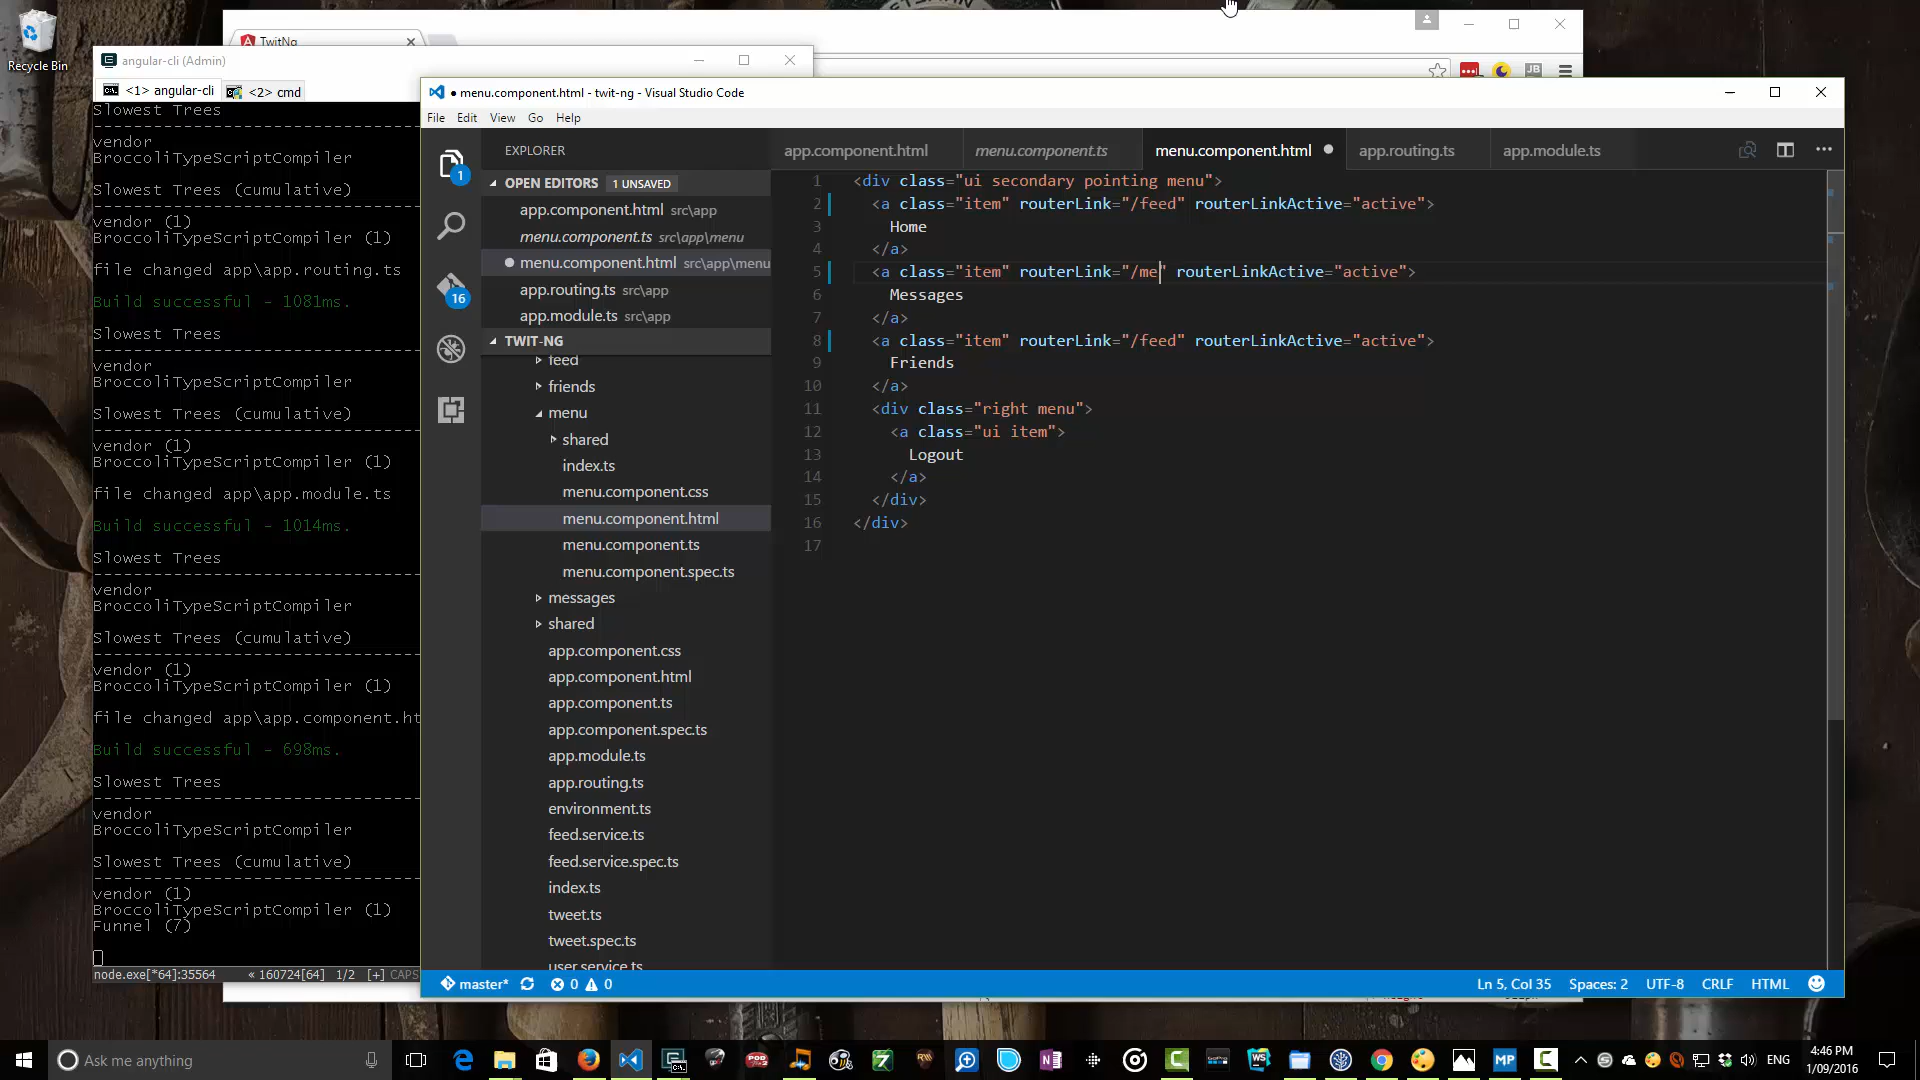 Recycle Bin
TwitNg
angular-cli (Admin)
<1> angular-cli
<2> cmd
Slowest Trees
vendor
BroccoliTypeScriptCompiler
Slowest Trees (cumulative)
vendor (1)
BroccoliTypeScriptCompiler (1)
file changed app\app.routing.ts
Build successful - 1081ms.
Slowest Trees
vendor
BroccoliTypeScriptCompiler
Slowest Trees (cumulative)
vendor (1)
BroccoliTypeScriptCompiler (1)
file changed app\app.module.ts
Build successful - 1014ms.
Slowest Trees
vendor
BroccoliTypeScriptCompiler
Slowest Trees (cumulative)
vendor (1)
BroccoliTypeScriptCompiler (1)
file changed app\app.component.ht
Build successful - 698ms.
Slowest Trees
vendor
BroccoliTypeScriptCompiler
Slowest Trees (cumulative)
vendor (1)
BroccoliTypeScriptCompiler (1)
Funnel (7)
node.exe[*64]:35564 « 160724[64] 1/2 [+] CAPS
JB
● menu.component.html - twit-ng - Visual Studio Code
File Edit View Go Help
1
16
EXPLORER
OPEN EDITORS 1 UNSAVED
app.component.html src\app
menu.component.ts src\app\menu
menu.component.html src\app\menu
app.routing.ts src\app
app.module.ts src\app
TWIT-NG
feed
friends
menu
shared
index.ts
menu.component.css
menu.component.html
menu.component.ts
menu.component.spec.ts
messages
shared
app.component.css
app.component.html
app.component.ts
app.component.spec.ts
app.module.ts
app.routing.ts
environment.ts
feed.service.ts
feed.service.spec.ts
index.ts
tweet.ts
tweet.spec.ts
user.service.ts
app.component.html menu.component.ts menu.component.html app.routing.ts app.module.ts
1 <div class="ui secondary pointing menu">
2 <a class="item" routerLink="/feed" routerLinkActive="active">
3 Home
4 </a>
5 <a class="item" routerLink="/me" routerLinkActive="active">
6 Messages
7 </a>
8 <a class="item" routerLink="/feed" routerLinkActive="active">
9 Friends
10 </a>
11 <div class="right menu">
12 <a class="ui item">
13 Logout
14 </a>
15 </div>
16 </div>
17
master* 0 0
Ln 5, Col 35 Spaces: 2 UTF-8 CRLF HTML
Ask me anything
ENG
4:46 PM
1/09/2016